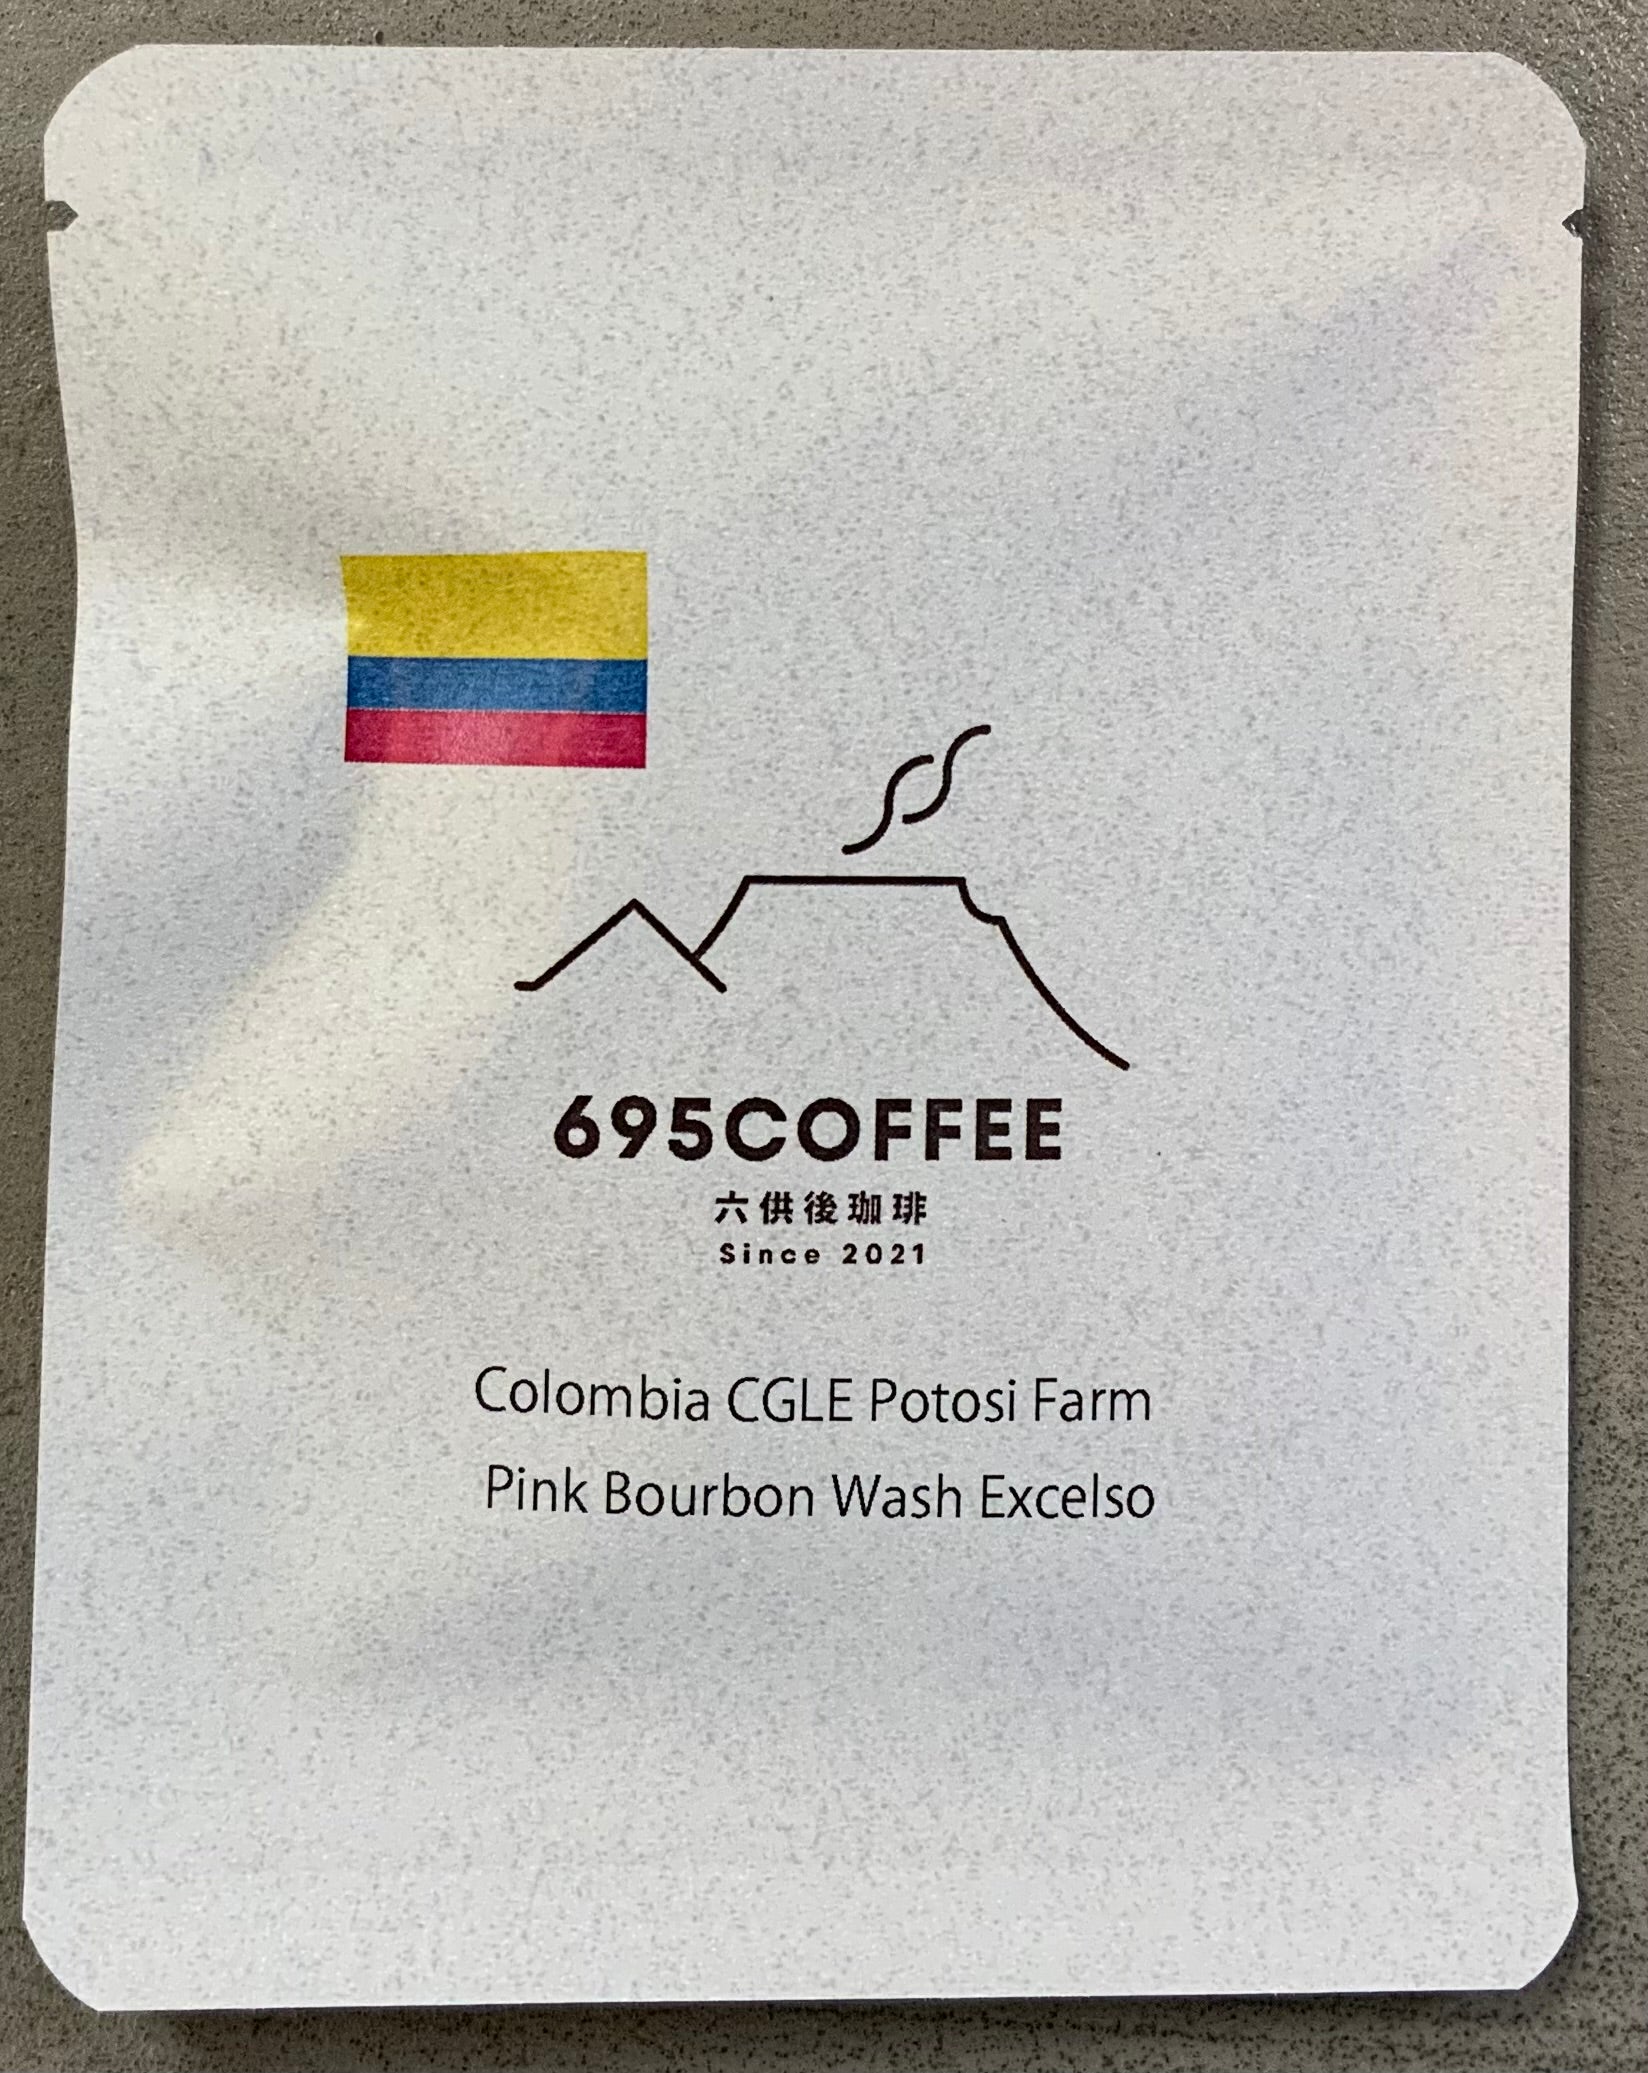 695COFFEE
六供後珈琲
Since 2021
Colombia CGLE Potosi Farm
Pink Bourbon Wash Excelso